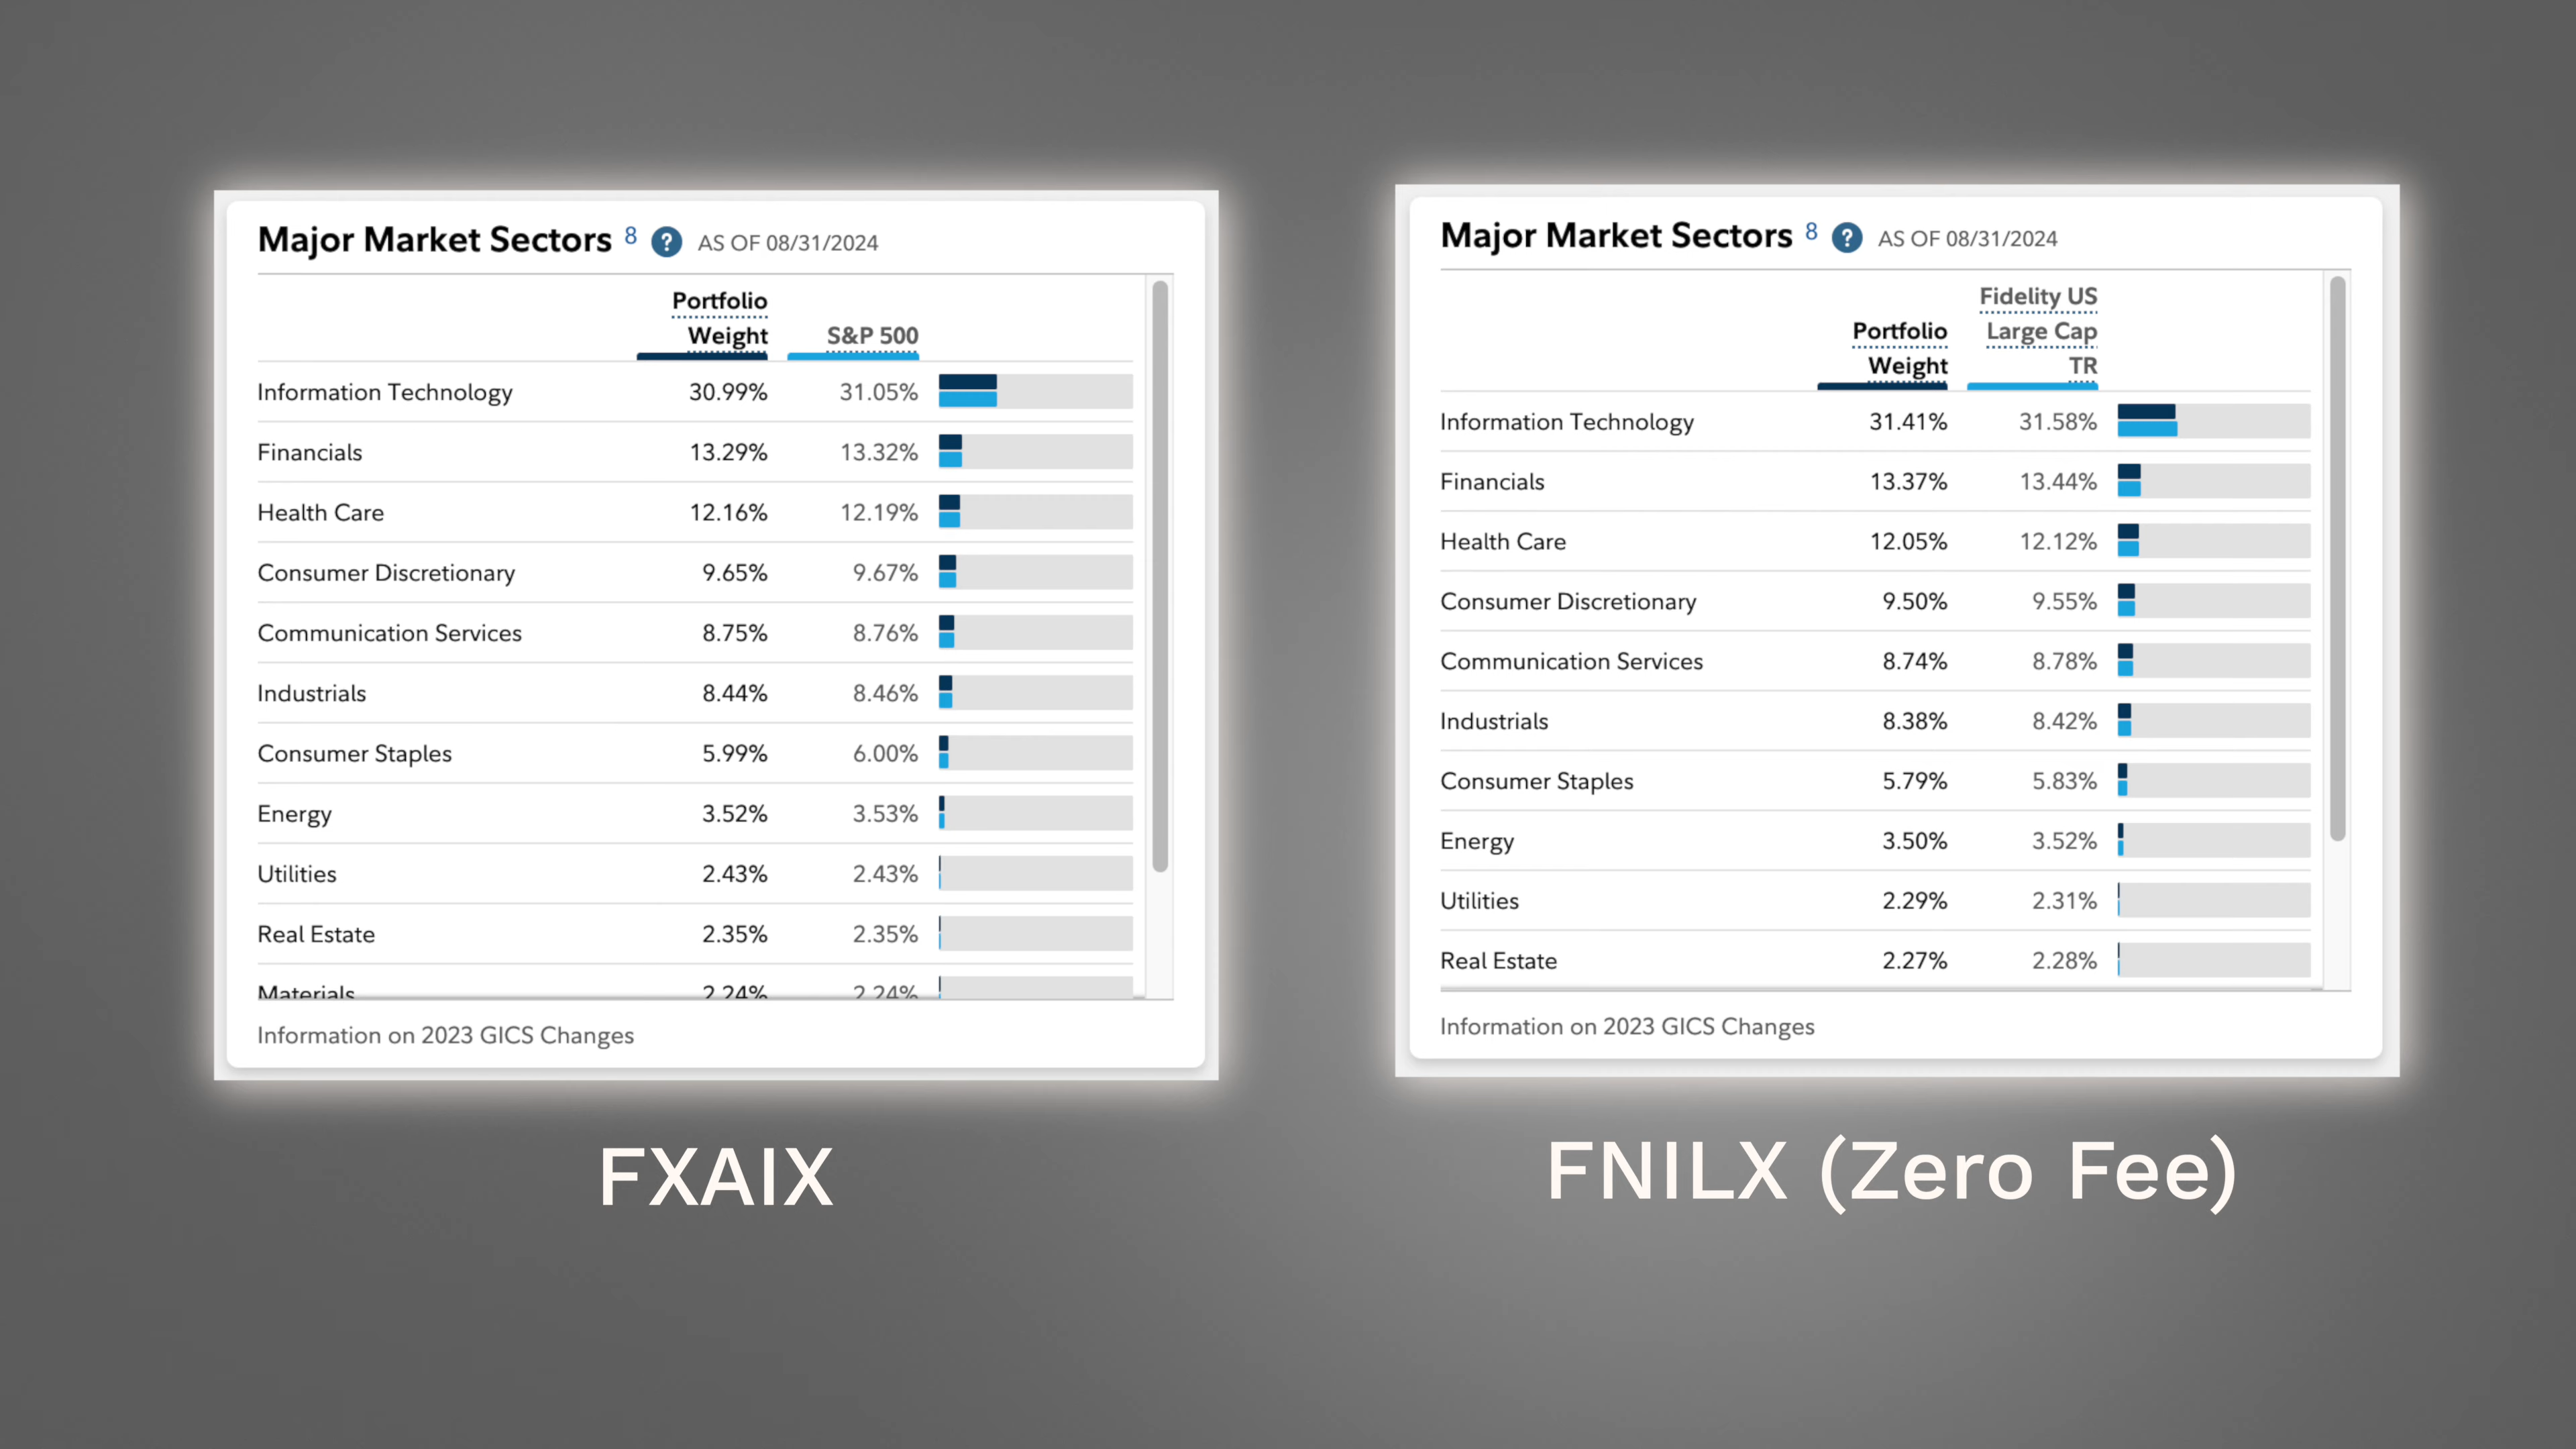 Major Market Sectors 8 ? AS OF 08/31/2024
Portfolio
Weight S&P 500
Information Technology 30.99% 31.05%
Financials 13.29% 13.32%
Health Care 12.16% 12.19%
Consumer Discretionary 9.65% 9.67%
Communication Services 8.75% 8.76%
Industrials 8.44% 8.46%
Consumer Staples 5.99% 6.00%
Energy 3.52% 3.53%
Utilities 2.43% 2.43%
Real Estate 2.35% 2.35%
Materials 2.24% 2.24%
Information on 2023 GICS Changes
FXAIX
Major Market Sectors 8 ? AS OF 08/31/2024
Fidelity US
Portfolio Large Cap
Weight TR
Information Technology 31.41% 31.58%
Financials 13.37% 13.44%
Health Care 12.05% 12.12%
Consumer Discretionary 9.50% 9.55%
Communication Services 8.74% 8.78%
Industrials 8.38% 8.42%
Consumer Staples 5.79% 5.83%
Energy 3.50% 3.52%
Utilities 2.29% 2.31%
Real Estate 2.27% 2.28%
Information on 2023 GICS Changes
FNILX (Zero Fee)